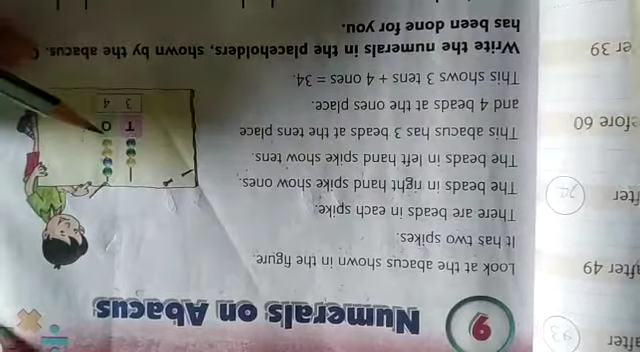 9 Numerals on Abacus
Look at the abacus shown in the figure.
It has two spikes.
There are beads in each spike.
The beads in right hand spike show ones.
The beads in left hand spike show tens.
This abacus has 3 beads at the tens place
and 4 beads at the ones place.
This shows 3 tens + 4 ones = 34.
Write the numerals in the placeholders, shown by the abacus.
has been done for you.
T O
3 4
after
93
after 49
after
before 60
er 39